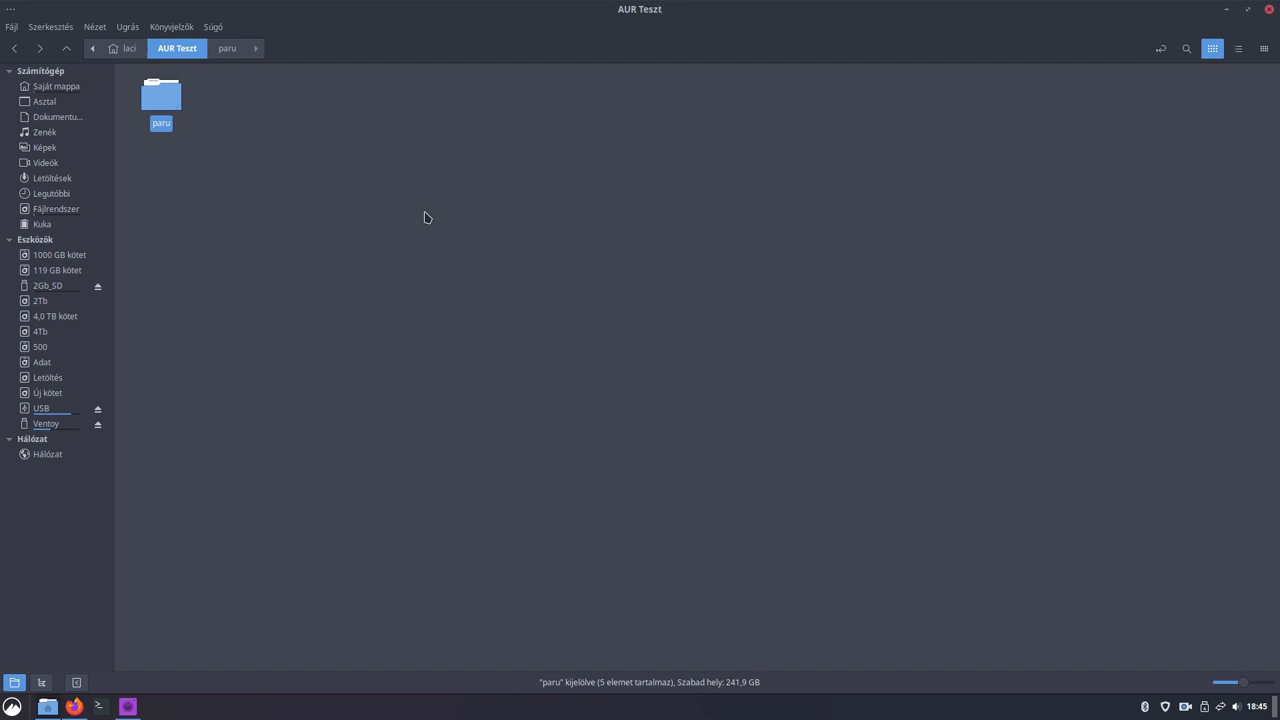 AUR Teszt
Fájl Szerkesztés Nézet Ugrás Könyvjelzők Súgó
laci AUR Teszt paru
Számítógép
Saját mappa
Asztal
Dokumentu...
Zenék
Képek
Videók
Letöltések
Legutóbbi
Fájlrendszer
Kuka
Eszközök
1000 GB kötet
119 GB kötet
2Gb_SD
2Tb
4,0 TB kötet
4Tb
500
Adat
Letöltés
Új kötet
USB
Ventoy
Hálózat
Hálózat
paru
"paru" kijelölve (5 elemet tartalmaz), Szabad hely: 241,9 GB
18:45